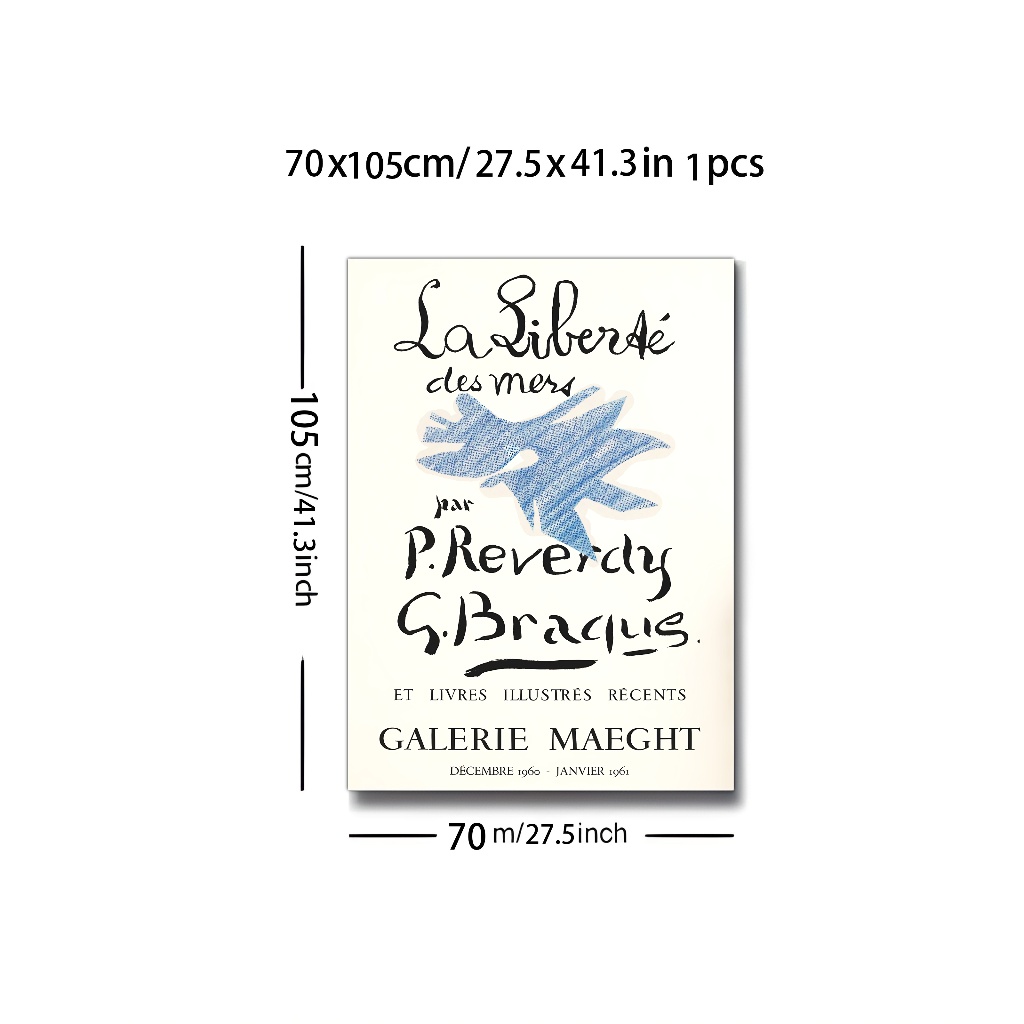 70x105cm/ 27.5x41.3in 1pcs
La Liberté
des mers
par
P. Reverdy
G. Braque.
ET LIVRES ILLUSTRÉS RÉCENTS
GALERIE MAEGHT
DÉCEMBRE 1960 - JANVIER 1961
105cm/41.3inch
70 m/27.5inch